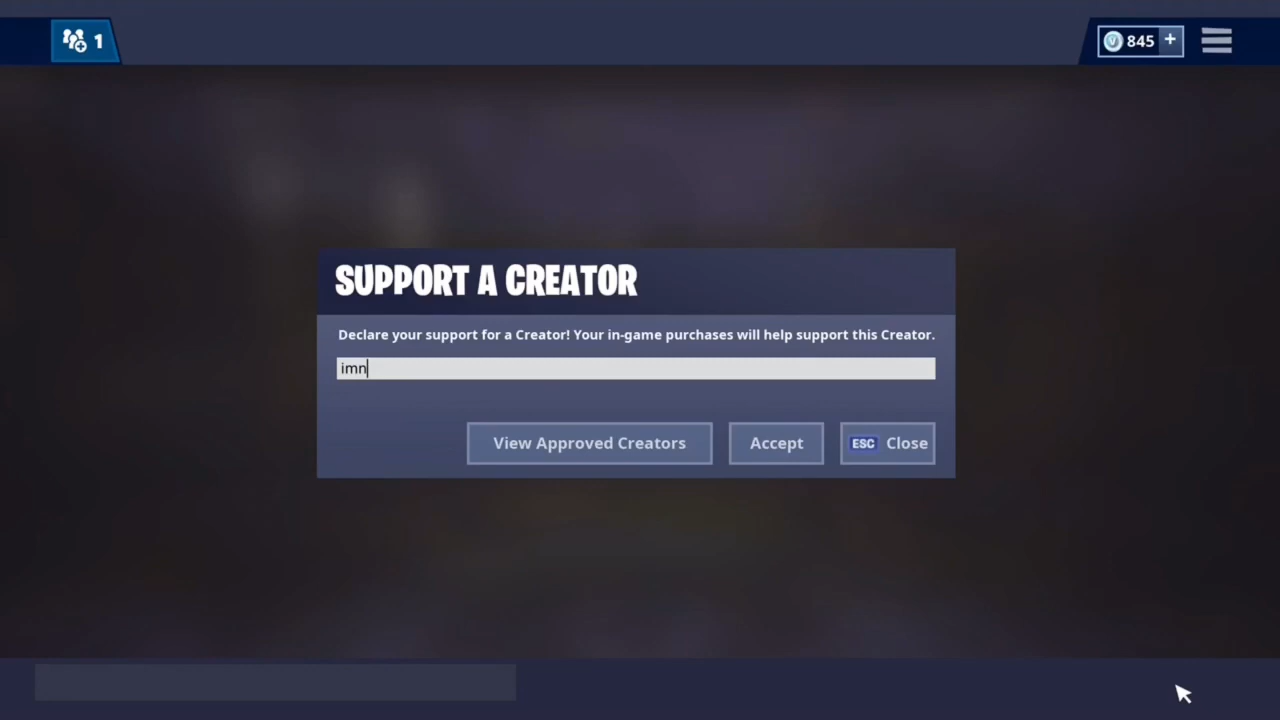 1
845 +
SUPPORT A CREATOR
Declare your support for a Creator! Your in-game purchases will help support this Creator.
imn
View Approved Creators
Accept
ESC Close